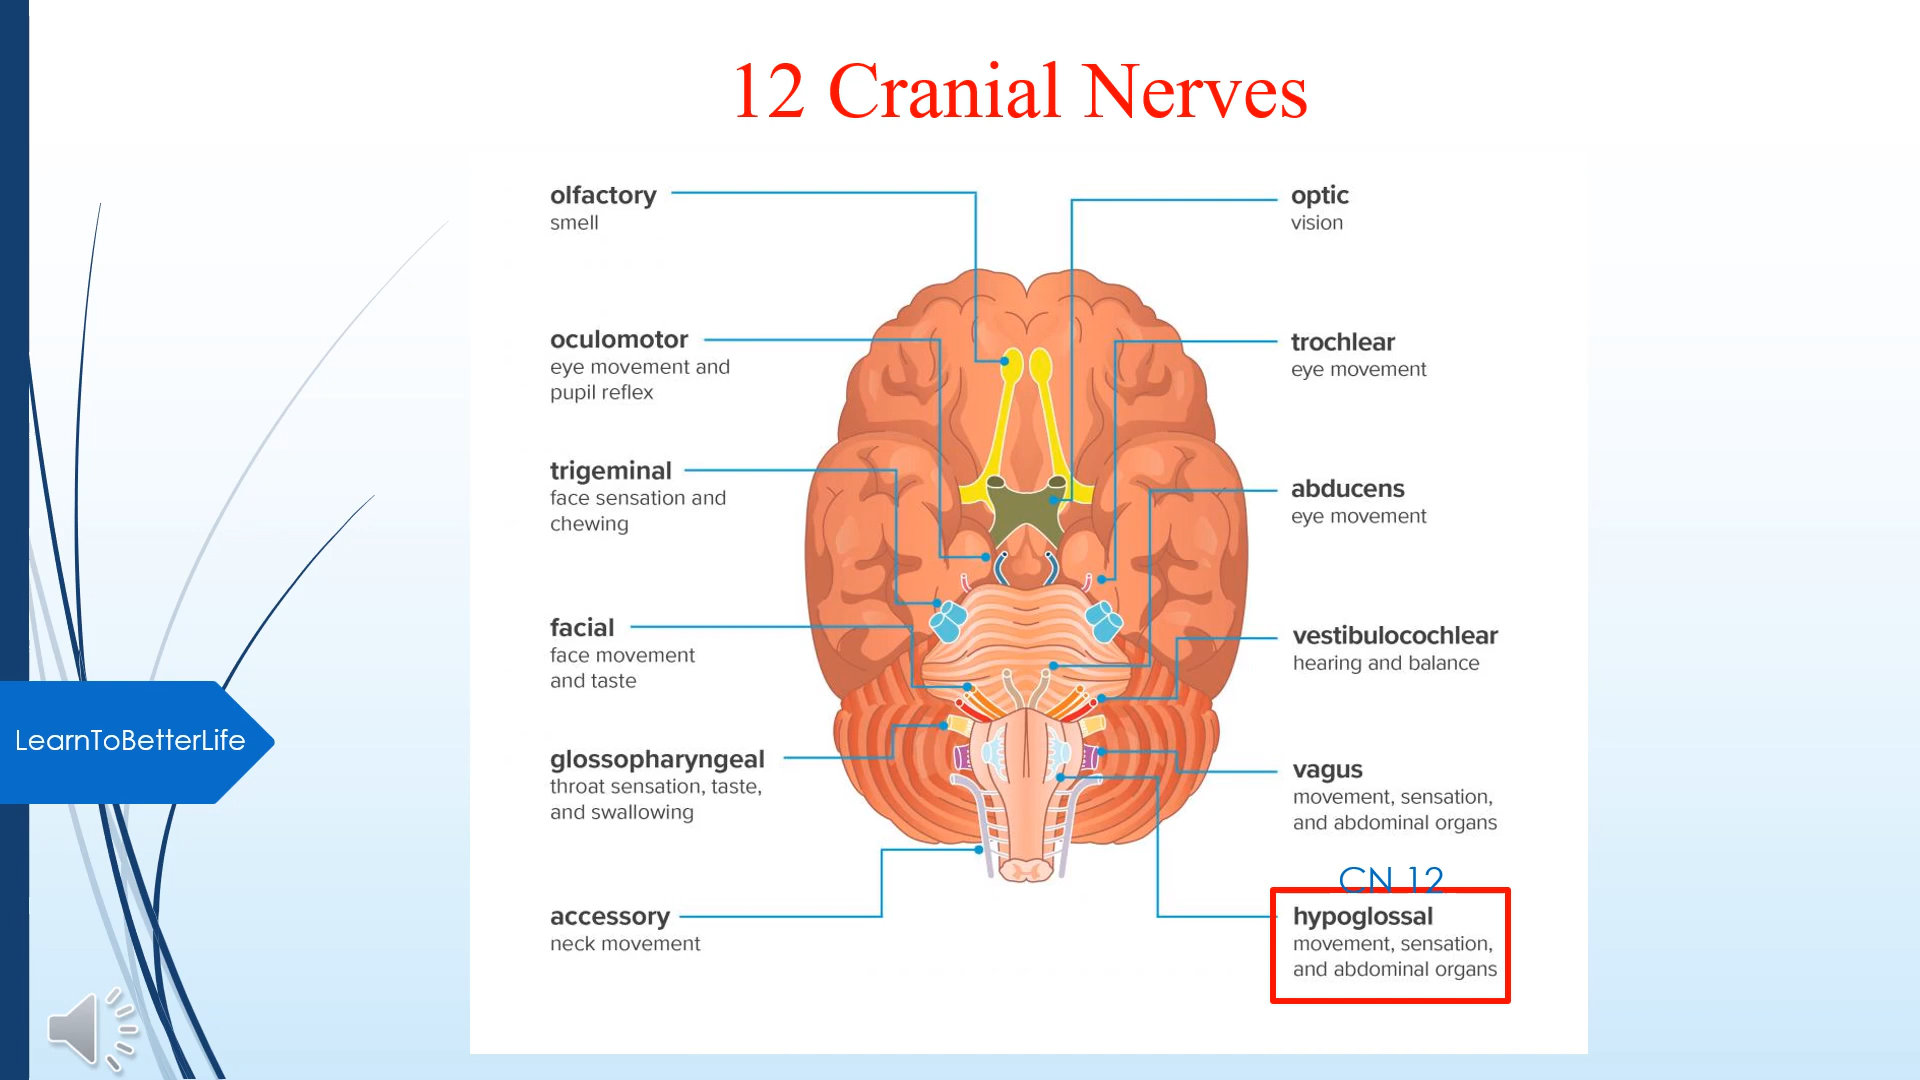 12 Cranial Nerves
olfactory
smell
optic
vision
oculomotor
eye movement and
pupil reflex
trochlear
eye movement
trigeminal
face sensation and
chewing
abducens
eye movement
facial
face movement
and taste
vestibulocochlear
hearing and balance
LearnToBetterLife
glossopharyngeal
throat sensation, taste,
and swallowing
vagus
movement, sensation,
and abdominal organs
CN 12
accessory
neck movement
hypoglossal
movement, sensation,
and abdominal organs